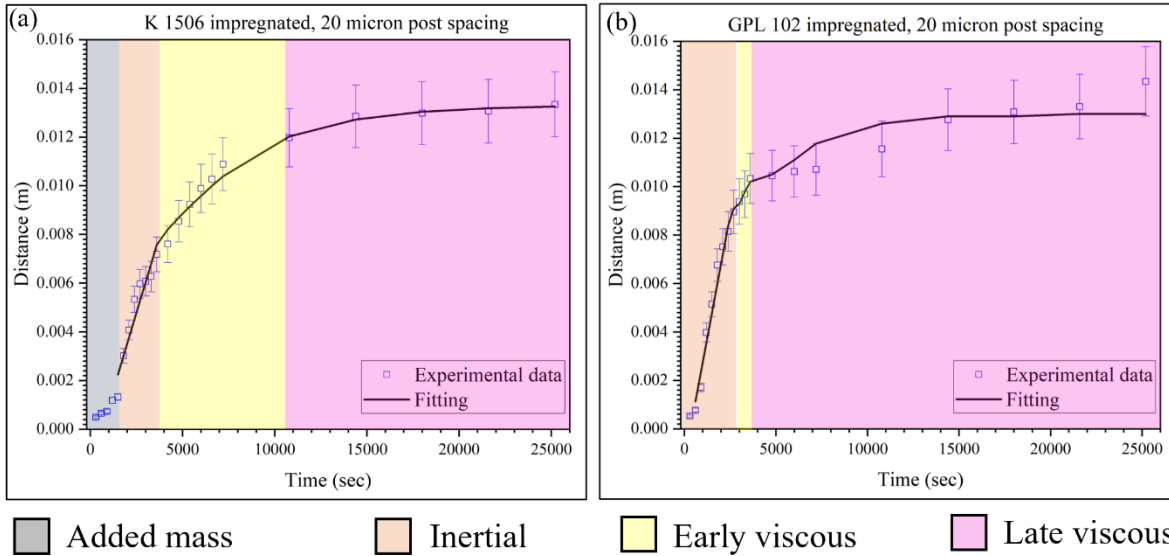 (a)
K 1506 impregnated, 20 micron post spacing
0.016
0.014
0.012
0.010
0.008
0.006
0.004
0.002
0.000
Distance (m)
Experimental data
Fitting
0
5000
10000
15000
20000
25000
Time (sec)
(b)
GPL 102 impregnated, 20 micron post spacing
0.016
0.014
0.012
0.010
0.008
0.006
0.004
0.002
0.000
Distance (m)
Experimental data
Fitting
0
5000
10000
15000
20000
25000
Time (sec)
Added mass
Inertial
Early viscous
Late viscous